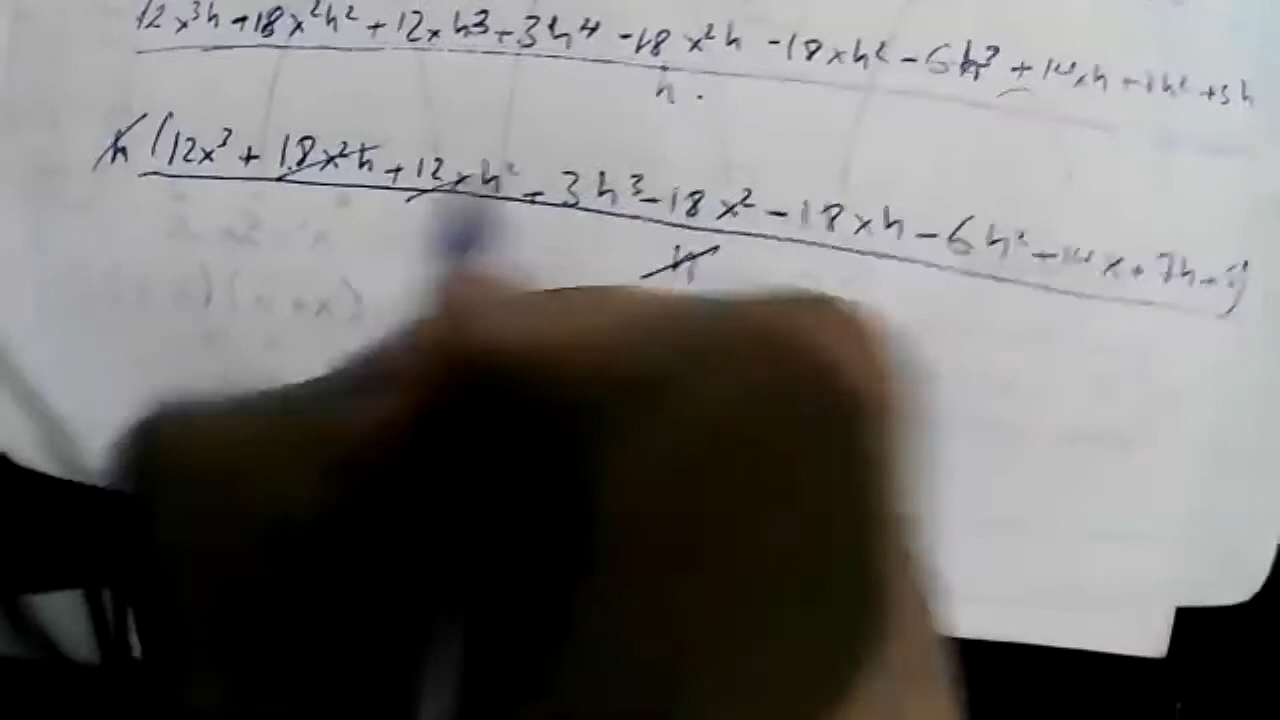 12x³h + 18x²h² + 12xh³ + 3h⁴ - 18x²h - 18xh² - 6h³ + 14xh + 7h² + 5h
h
h (12x³ + 18x²h + 12xh² + 3h³ - 18x² - 18xh - 6h² + 14x + 7h + 5)
h